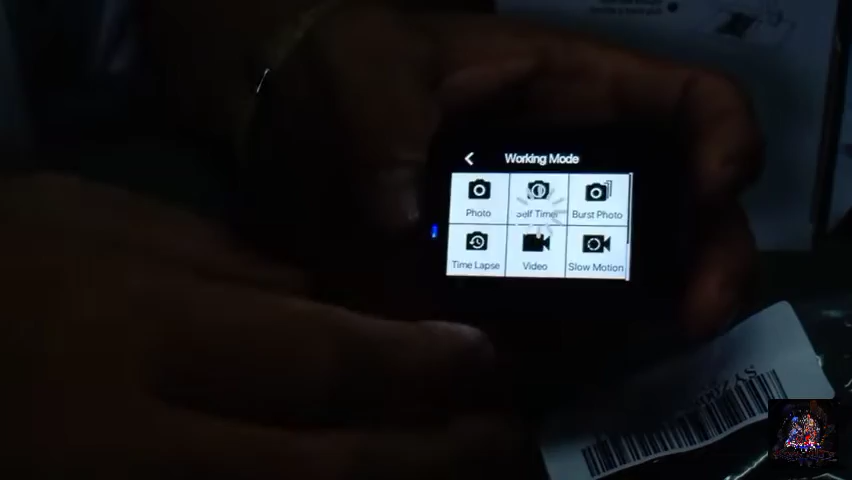 Working Mode
Photo
Self Timer
Burst Photo
Time Lapse
Video
Slow Motion